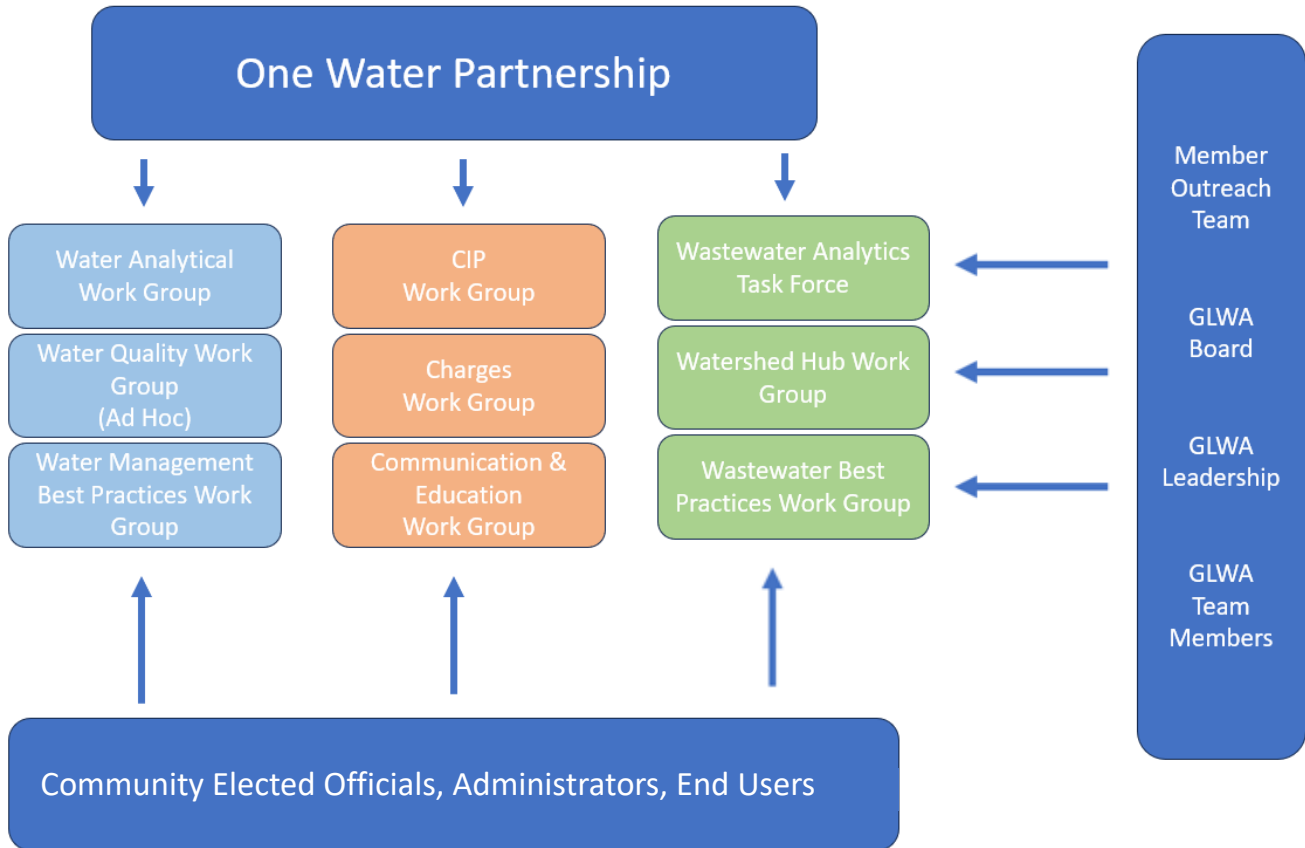 One Water Partnership
Water Analytical
Work Group
Water Quality Work
Group
(Ad Hoc)
Water Management
Best Practices Work
Group
CIP
Work Group
Charges
Work Group
Communication &
Education
Work Group
Wastewater Analytics
Task Force
Watershed Hub Work
Group
Wastewater Best
Practices Work Group
Member
Outreach
Team
GLWA
Board
GLWA
Leadership
GLWA
Team
Members
Community Elected Officials, Administrators, End Users